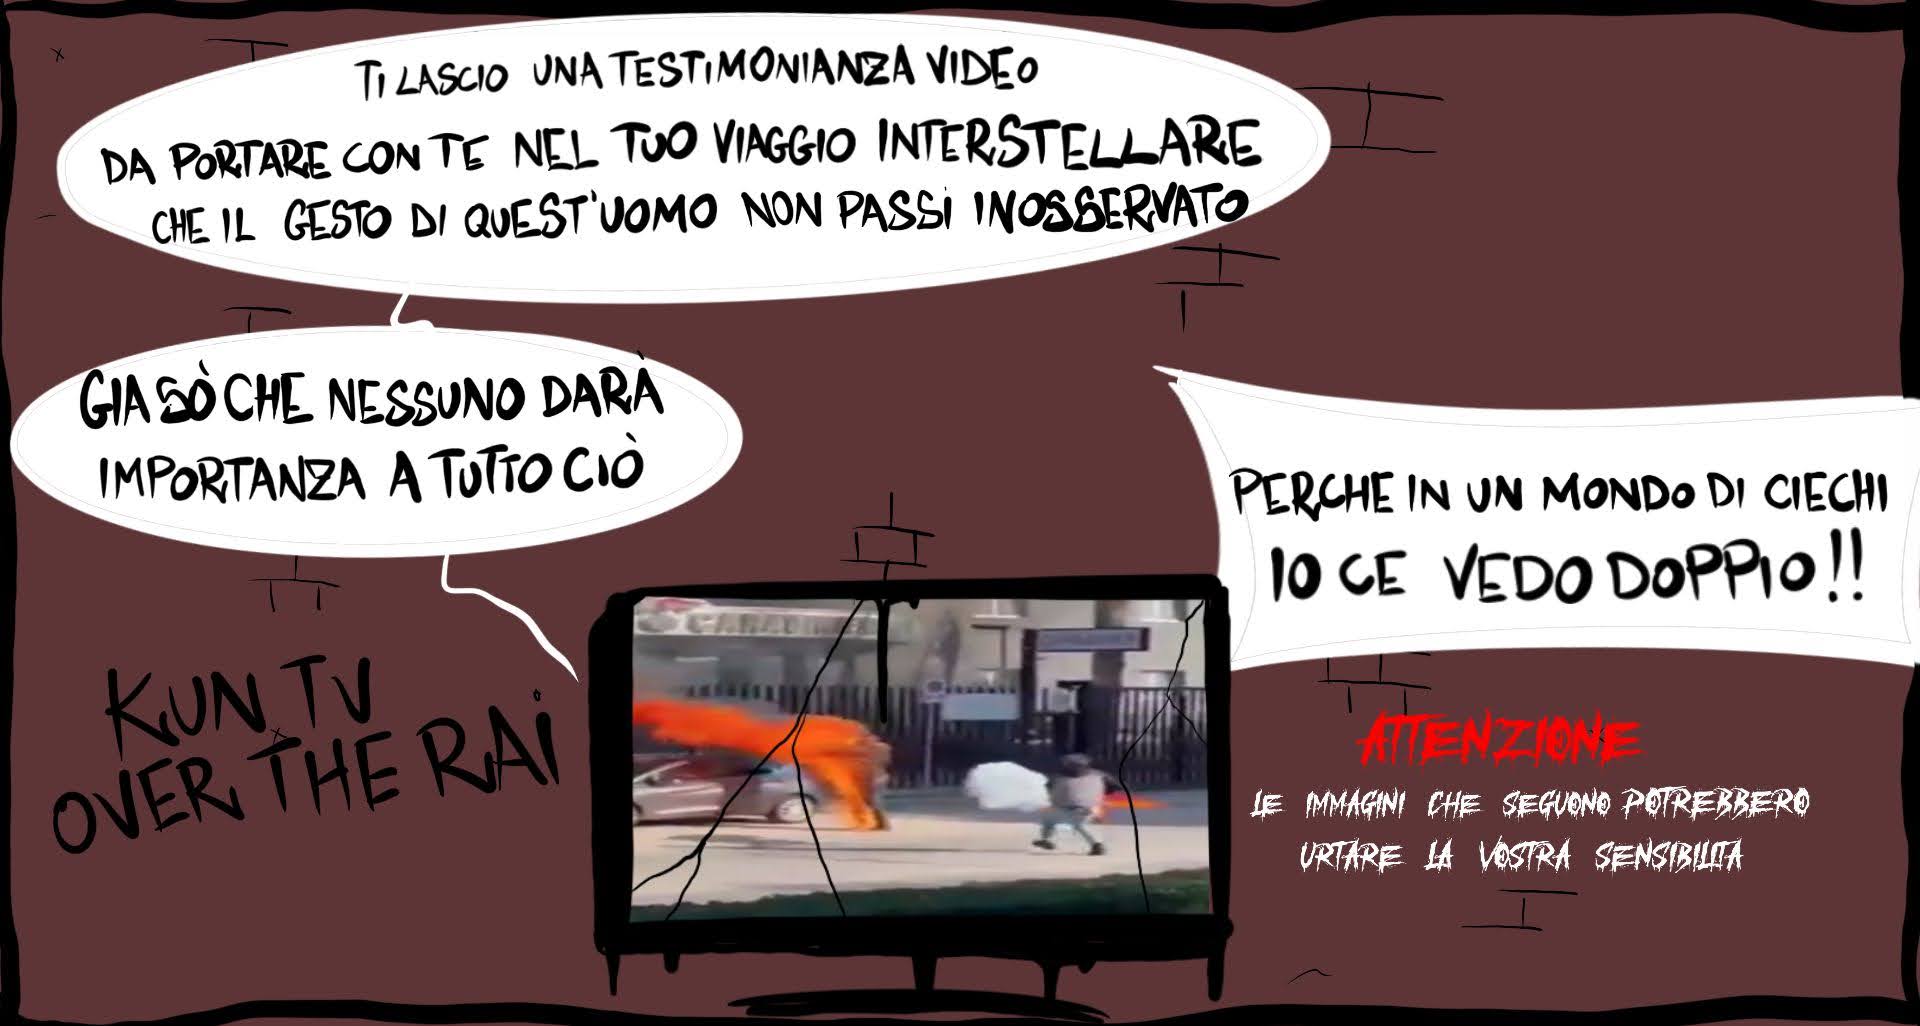 TI LASCIO UNA TESTIMONIANZA VIDEO
DA PORTARE CON TE NEL TUO VIAGGIO INTERSTELLARE
CHE IL GESTO DI QUEST'UOMO NON PASSI INOSSERVATO
GIA SÒ CHE NESSUNO DARÀ
IMPORTANZA A TUTTO CIÒ
PERCHE IN UN MONDO DI CIECHI
IO CE VEDO DOPPIO!!
KUN TV
OVER THE RAI
ATTENZIONE
LE IMMAGINI CHE SEGUONO POTREBBERO
URTARE LA VOSTRA SENSIBILITA